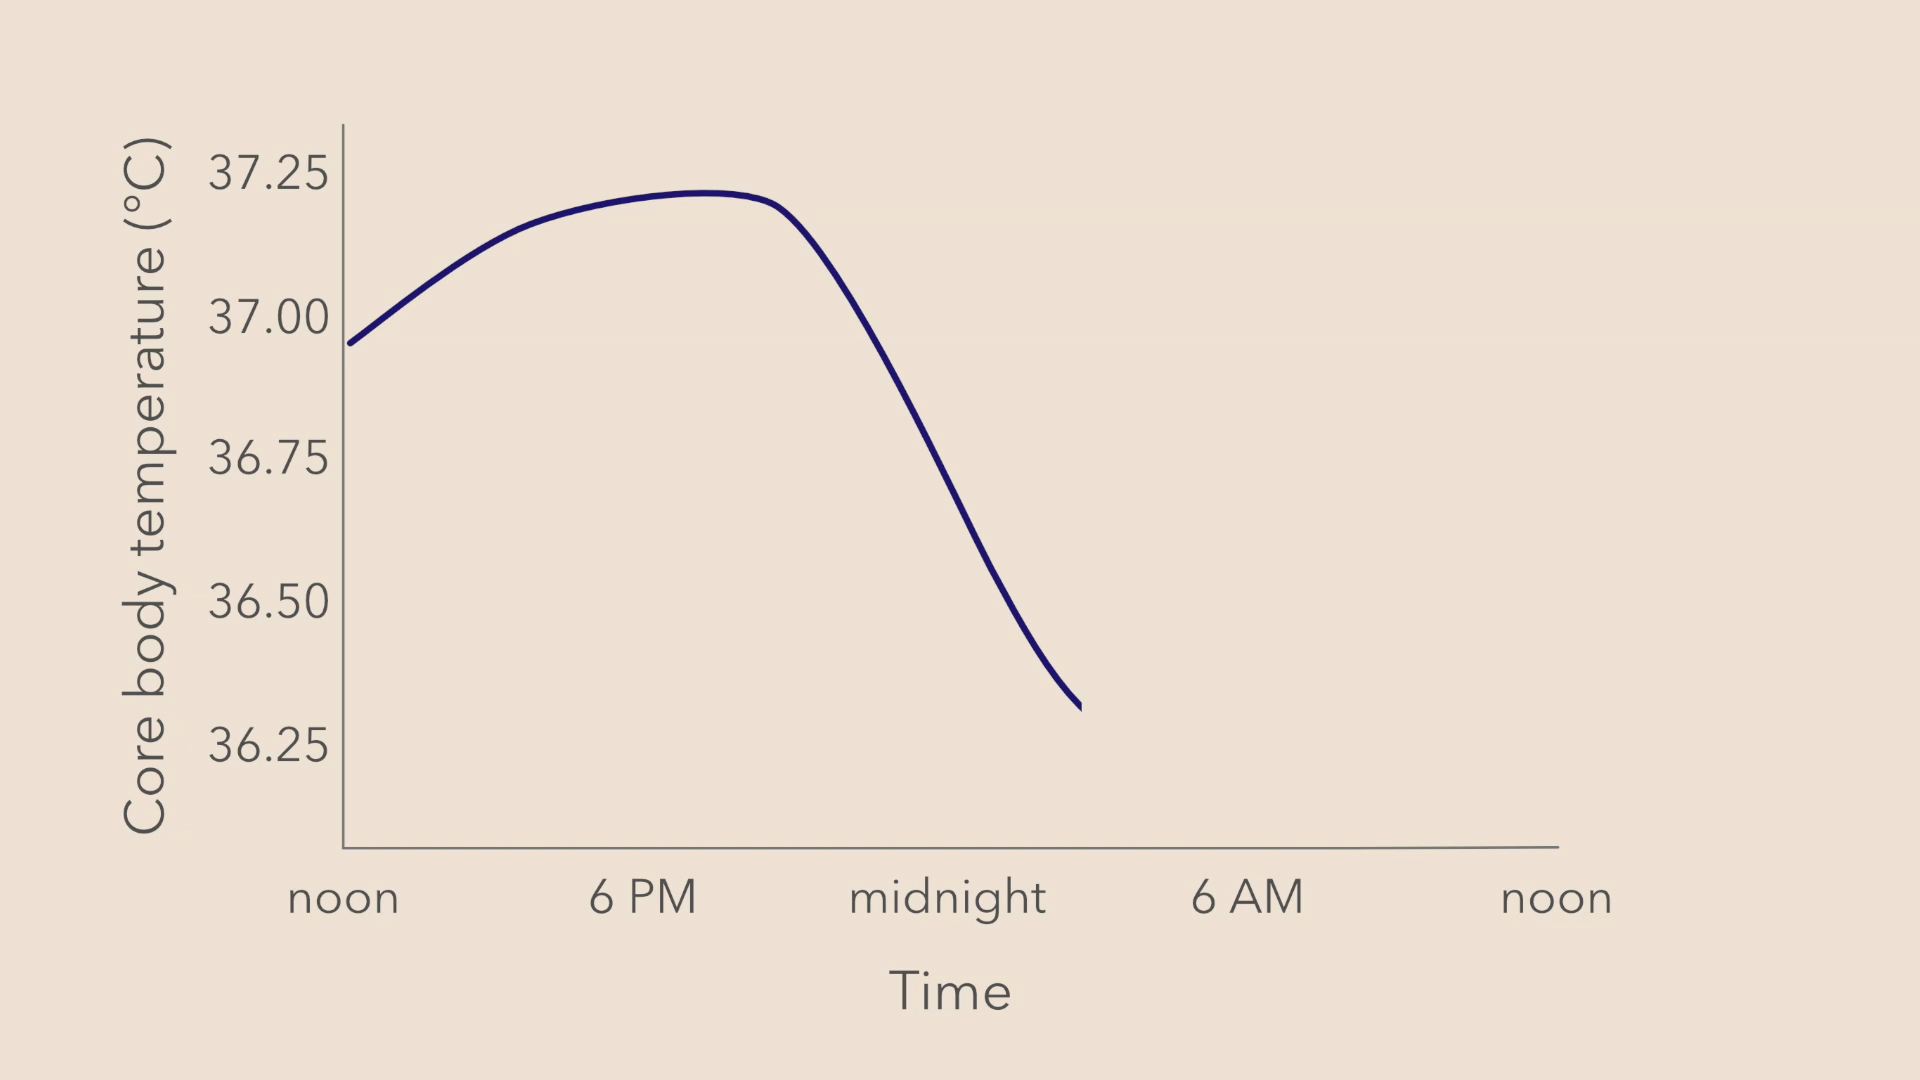 Core body temperature (°C)
37.25
37.00
36.75
36.50
36.25
noon 6 PM midnight 6 AM noon
Time